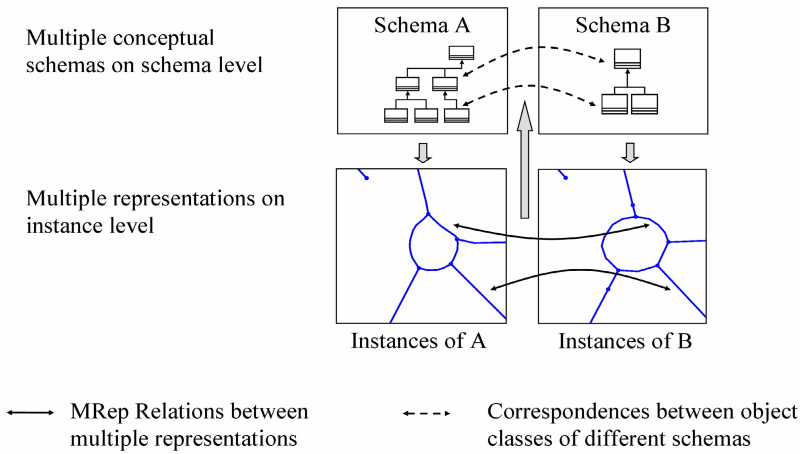 Multiple conceptual
schemas on schema level
Schema A
Schema B
Multiple representations on
instance level
Instances of A
Instances of B
MRep Relations between
multiple representations
Correspondences between object
classes of different schemas